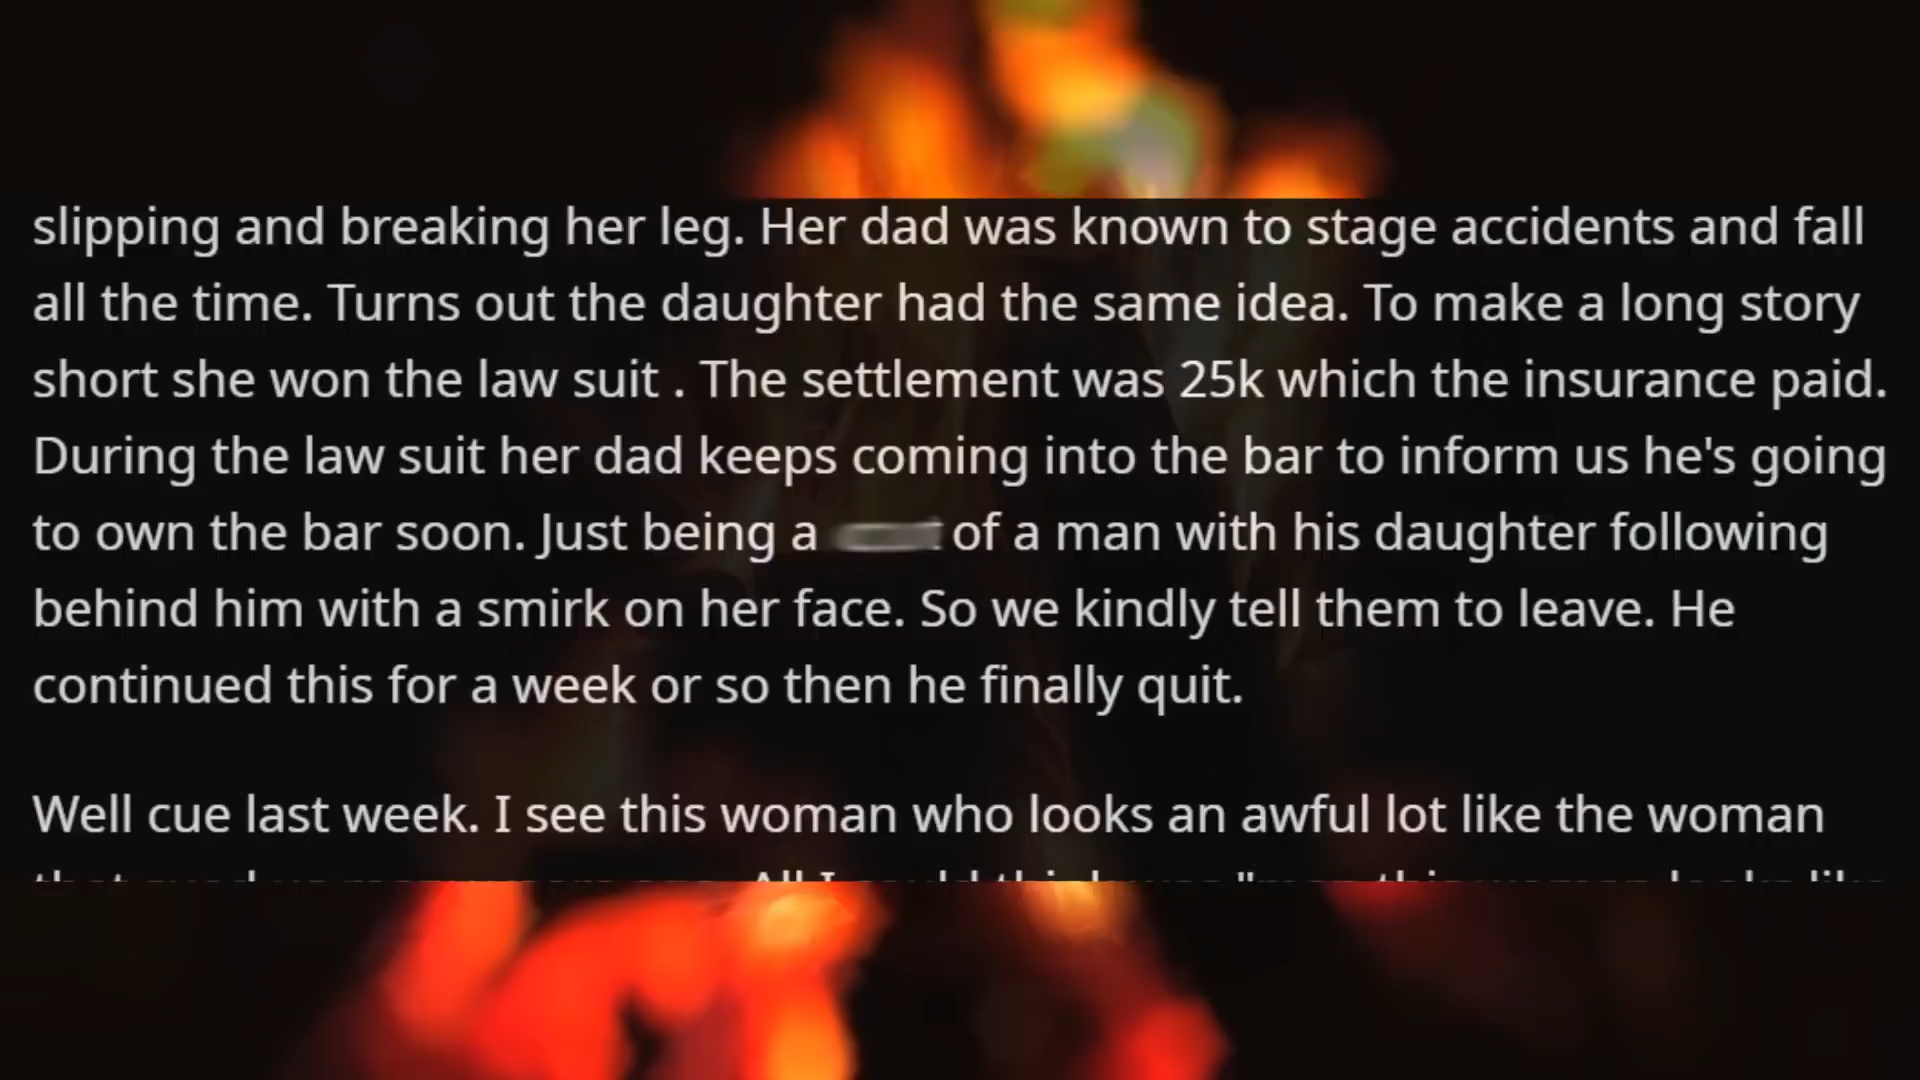 slipping and breaking her leg. Her dad was known to stage accidents and fall
all the time. Turns out the daughter had the same idea. To make a long story
short she won the law suit . The settlement was 25k which the insurance paid.
During the law suit her dad keeps coming into the bar to inform us he's going
to own the bar soon. Just being a of a man with his daughter following
behind him with a smirk on her face. So we kindly tell them to leave. He
continued this for a week or so then he finally quit.
Well cue last week. I see this woman who looks an awful lot like the woman